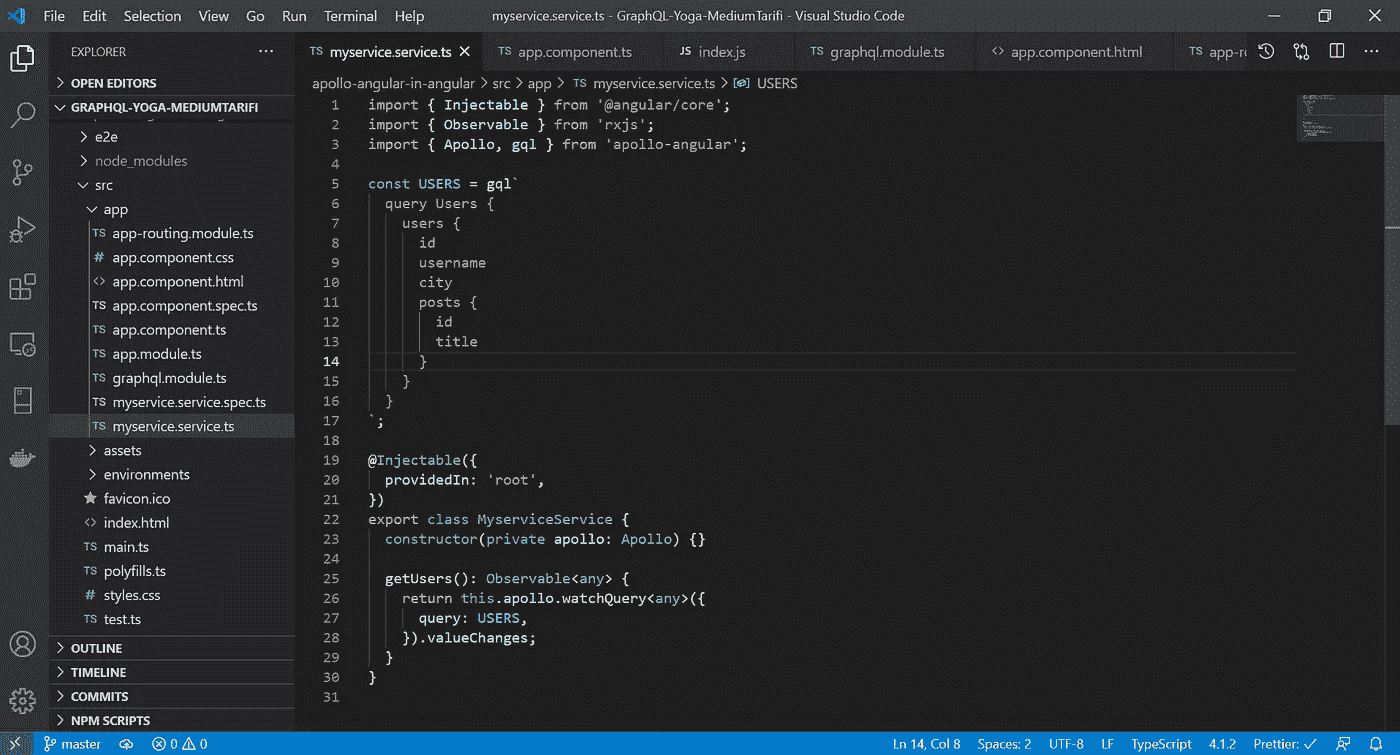 File Edit Selection View Go Run Terminal Help myservice.service.ts - GraphQL-Yoga-MediumTarifi - Visual Studio Code
EXPLORER
OPEN EDITORS
GRAPHQL-YOGA-MEDIUMTARIFI
e2e
node_modules
src
app
TS app-routing.module.ts
# app.component.css
<> app.component.html
TS app.component.spec.ts
TS app.component.ts
TS app.module.ts
TS graphql.module.ts
TS myservice.service.spec.ts
TS myservice.service.ts
assets
environments
favicon.ico
<> index.html
TS main.ts
TS polyfills.ts
# styles.css
TS test.ts
OUTLINE
TIMELINE
COMMITS
NPM SCRIPTS
TS myservice.service.ts TS app.component.ts JS index.js TS graphql.module.ts <> app.component.html TS app-ro
apollo-angular-in-angular > src > app > TS myservice.service.ts > USERS
1 import { Injectable } from '@angular/core';
2 import { Observable } from 'rxjs';
3 import { Apollo, gql } from 'apollo-angular';
4
5 const USERS = gql`
6 query Users {
7 users {
8 id
9 username
10 city
11 posts {
12 id
13 title
14 }
15 }
16 }
17 `;
18
19 @Injectable({
20 providedIn: 'root',
21 })
22 export class MyserviceService {
23 constructor(private apollo: Apollo) {}
24
25 getUsers(): Observable<any> {
26 return this.apollo.watchQuery<any>({
27 query: USERS,
28 }).valueChanges;
29 }
30 }
31
master 0 0 Ln 14, Col 8 Spaces: 2 UTF-8 LF TypeScript 4.1.2 Prettier: ✓